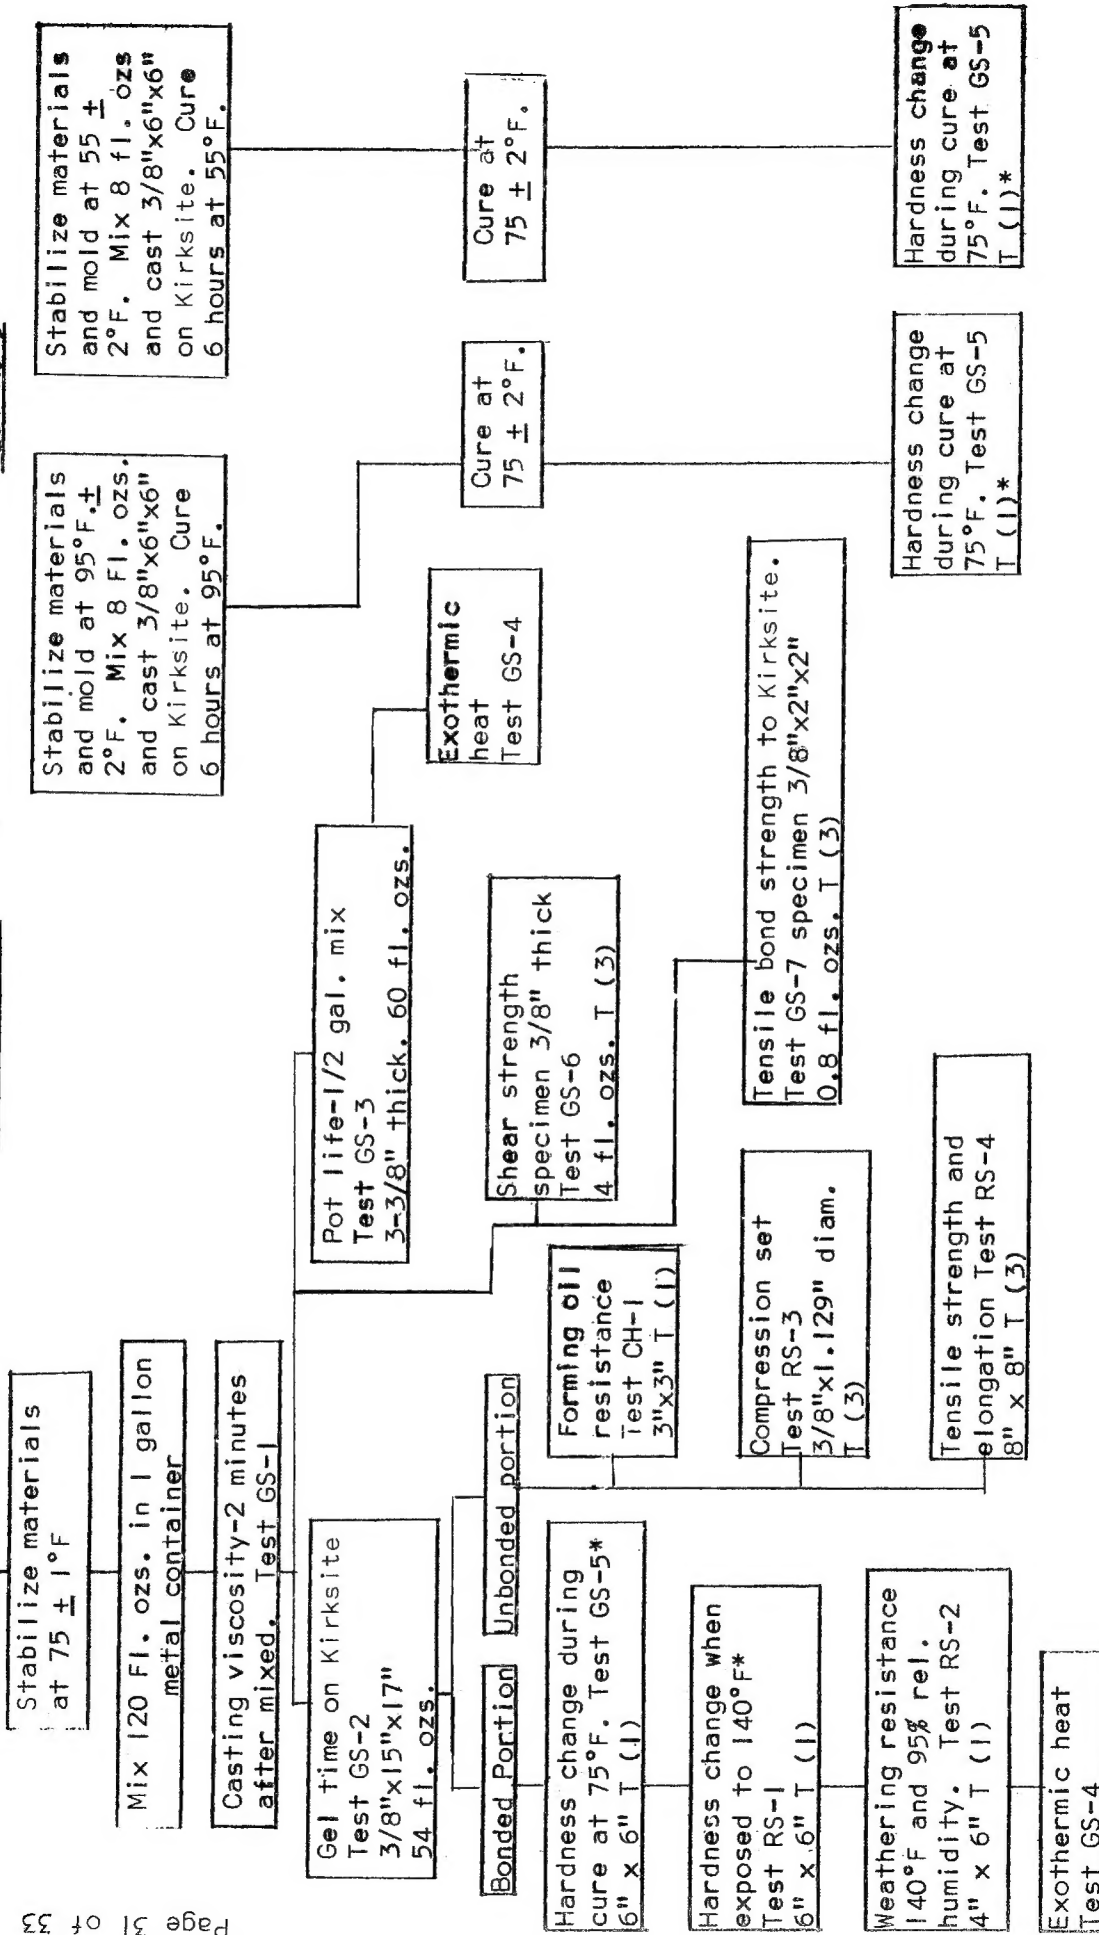 Page 31 of 33
Stabilize materials
at 75 ± 1°F
Mix 120 Fl. ozs. in 1 gallon
metal container
Casting viscosity-2 minutes
after mixed. Test GS-1
Gel time on Kirksite
Test GS-2
3/8"x15"x17"
54 fl. ozs.
Pot life-1/2 gal. mix
Test GS-3
3-3/8" thick. 60 fl. ozs.
Exothermic
heat
Test GS-4
Bonded Portion
Unbonded portion
Shear strength
specimen 3/8" thick
Test GS-6
4 fl. ozs. T (3)
Hardness change during
cure at 75°F. Test GS-5*
6" x 6" T (1)
Forming oil
resistance
Test CH-1
3"x3" T (1)
Hardness change when
exposed to 140°F*
Test RS-1
6" x 6" T (1)
Compression set
Test RS-3
3/8"x1.129" diam.
T (3)
Tensile bond strength to Kirksite.
Test GS-7 specimen 3/8"x2"x2"
0.8 fl. ozs. T (3)
Weathering resistance
140°F and 95% rel.
humidity. Test RS-2
4" x 6" T (1)
Tensile strength and
elongation Test RS-4
8" x 8" T (3)
Exothermic heat
Test GS-4
Stabilize materials
and mold at 95°F.±
2°F. Mix 8 Fl. ozs.
and cast 3/8"x6"x6"
on Kirksite. Cure
6 hours at 95°F.
Cure at
75 ± 2°F.
Hardness change
during cure at
75°F. Test GS-5
T (1)*
Stabilize materials
and mold at 55 ±
2°F. Mix 8 fl. ozs
and cast 3/8"x6"x6"
on Kirksite. Cure
6 hours at 55°F.
Cure at
75 ± 2°F.
Hardness change
during cure at
75°F. Test GS-5
T (1)*